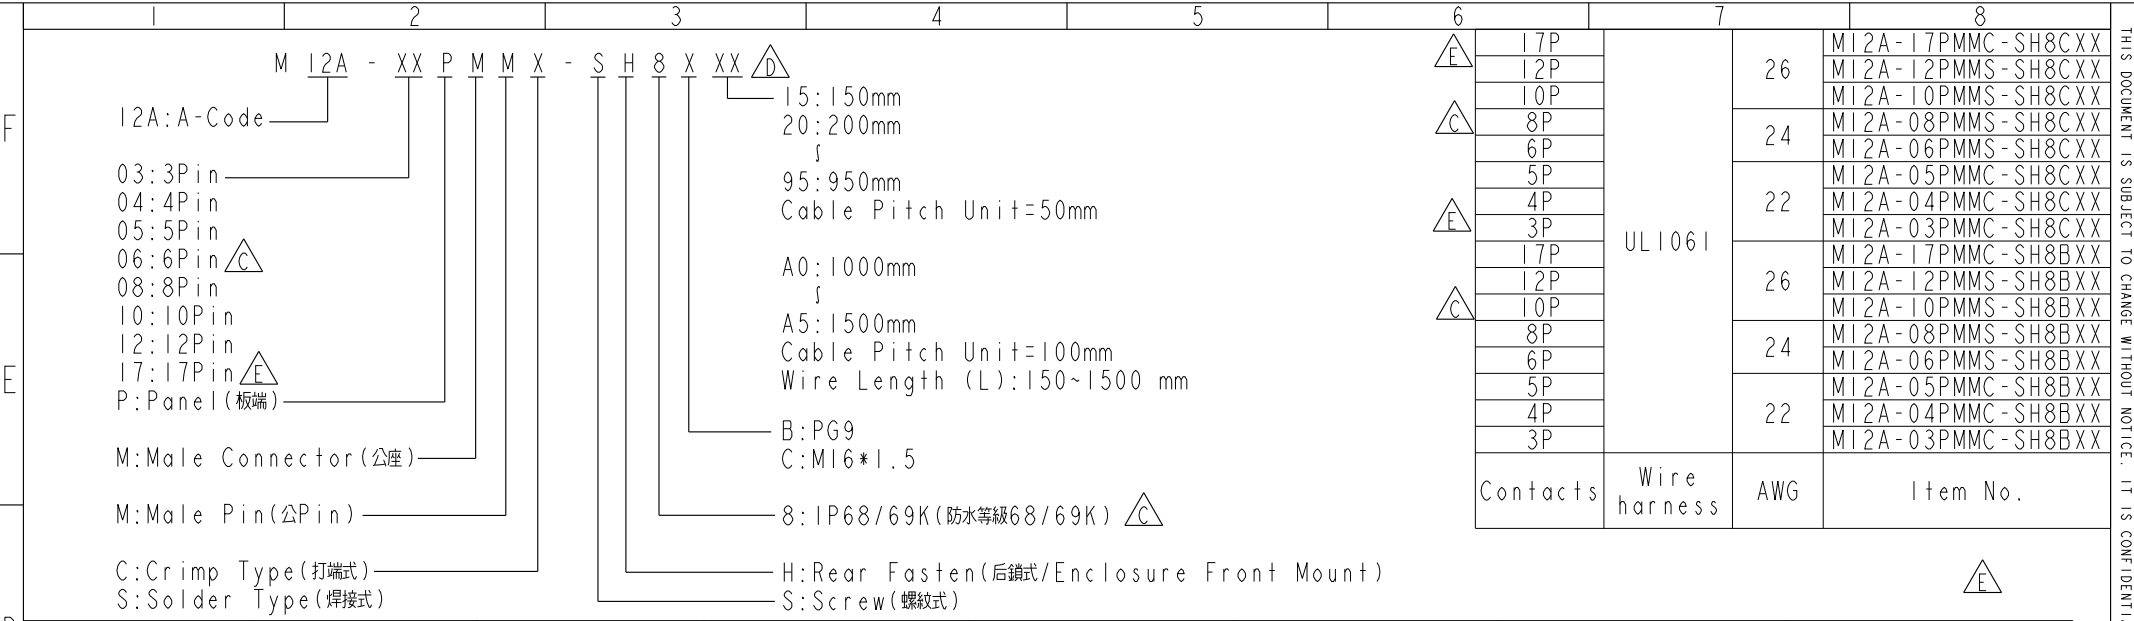 1 2 3 4 5 6 7 8
M 12A - XX P M M X - S H 8 X XX D
12A:A-Code
03:3Pin
04:4Pin
05:5Pin
06:6Pin C
08:8Pin
10:10Pin
12:12Pin
17:17Pin E
P:Panel(板端)
M:Male Connector(公座)
M:Male Pin(公Pin)
C:Crimp Type(打端式)
S:Solder Type(焊接式)
15:150mm
20:200mm
∫
95:950mm
Cable Pitch Unit=50mm
A0:1000mm
∫
A5:1500mm
Cable Pitch Unit=100mm
Wire Length (L):150~1500 mm
B:PG9
C:M16*1.5
8:IP68/69K(防水等級68/69K) C
H:Rear Fasten(后鎖式/Enclosure Front Mount)
S:Screw(螺紋式)
E 17P UL1061 26 M12A-17PMMC-SH8CXX
12P M12A-12PMMS-SH8CXX
10P M12A-10PMMS-SH8CXX
C 8P 24 M12A-08PMMS-SH8CXX
6P M12A-06PMMS-SH8CXX
5P 22 M12A-05PMMC-SH8CXX
E 4P M12A-04PMMC-SH8CXX
3P M12A-03PMMC-SH8CXX
17P 26 M12A-17PMMC-SH8BXX
12P M12A-12PMMS-SH8BXX
C 10P M12A-10PMMS-SH8BXX
8P 24 M12A-08PMMS-SH8BXX
6P M12A-06PMMS-SH8BXX
5P 22 M12A-05PMMC-SH8BXX
4P M12A-04PMMC-SH8BXX
3P M12A-03PMMC-SH8BXX
Contacts Wire harness AWG Item No.
E
F
E
THIS DOCUMENT IS SUBJECT TO CHANGE WITHOUT NOTICE. IT IS CONFIDENTI